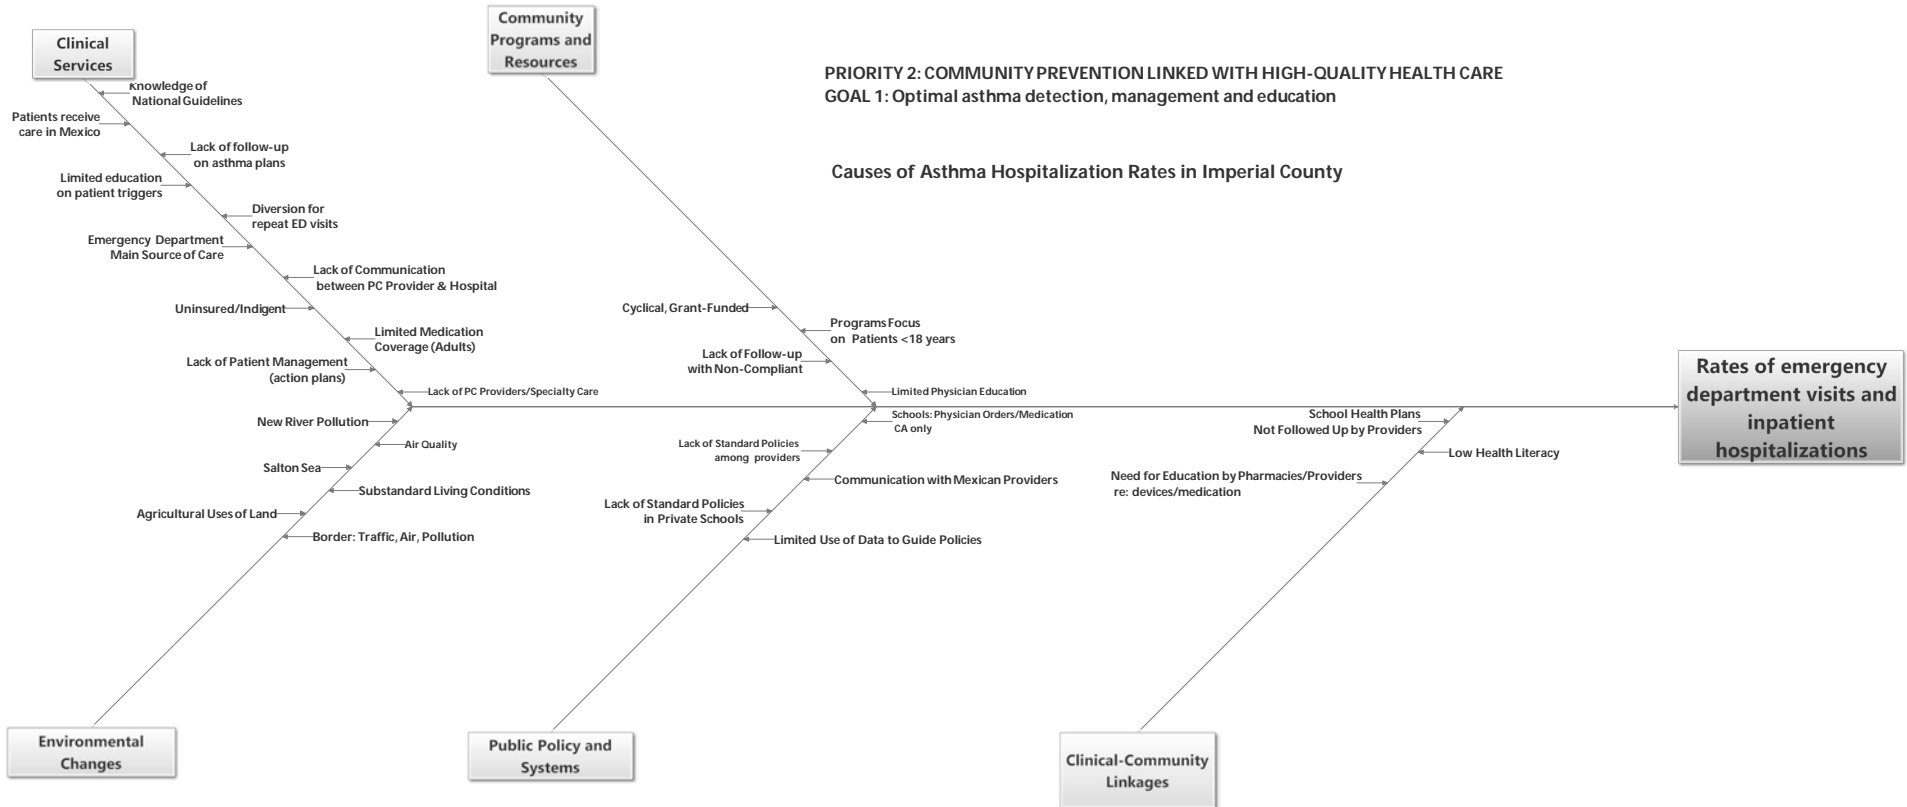 Clinical
Services
Community
Programs and
Resources
PRIORITY 2: COMMUNITY PREVENTION LINKED WITH HIGH-QUALITY HEALTH CARE
GOAL 1: Optimal asthma detection, management and education
Causes of Asthma Hospitalization Rates in Imperial County
Knowledge of
National Guidelines
Patients receive
care in Mexico
Lack of follow-up
on asthma plans
Limited education
on patient triggers
Diversion for
repeat ED visits
Emergency Department
Main Source of Care
Lack of Communication
between PC Provider & Hospital
Uninsured/Indigent
Limited Medication
Coverage (Adults)
Lack of Patient Management
(action plans)
Lack of PC Providers/Specialty Care
Cyclical, Grant-Funded
Programs Focus
on Patients <18 years
Lack of Follow-up
with Non-Compliant
Limited Physician Education
Rates of emergency
department visits and
inpatient
hospitalizations
New River Pollution
Air Quality
Salton Sea
Substandard Living Conditions
Agricultural Uses of Land
Border: Traffic, Air, Pollution
Schools: Physician Orders/Medication
CA only
Lack of Standard Policies
among providers
Communication with Mexican Providers
Lack of Standard Policies
in Private Schools
Limited Use of Data to Guide Policies
School Health Plans
Not Followed Up by Providers
Low Health Literacy
Need for Education by Pharmacies/Providers
re: devices/medication
Environmental
Changes
Public Policy and
Systems
Clinical-Community
Linkages